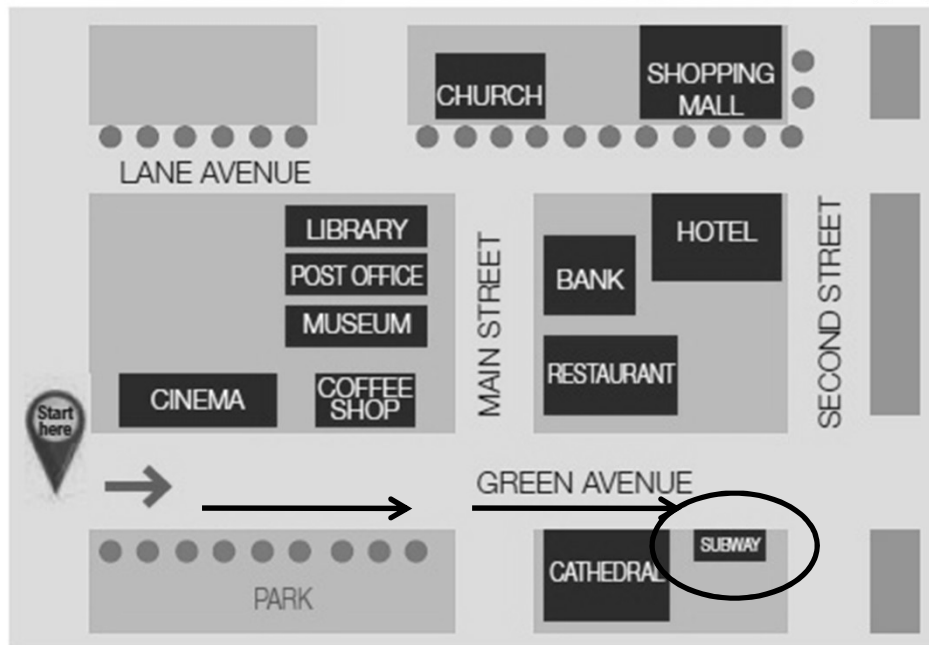 CHURCH
SHOPPING
MALL
LANE AVENUE
LIBRARY
POST OFFICE
MUSEUM
CINEMA
COFFEE
SHOP
MAIN STREET
HOTEL
BANK
RESTAURANT
SECOND STREET
Start
here
GREEN AVENUE
PARK
CATHEDRAL
SUBWAY